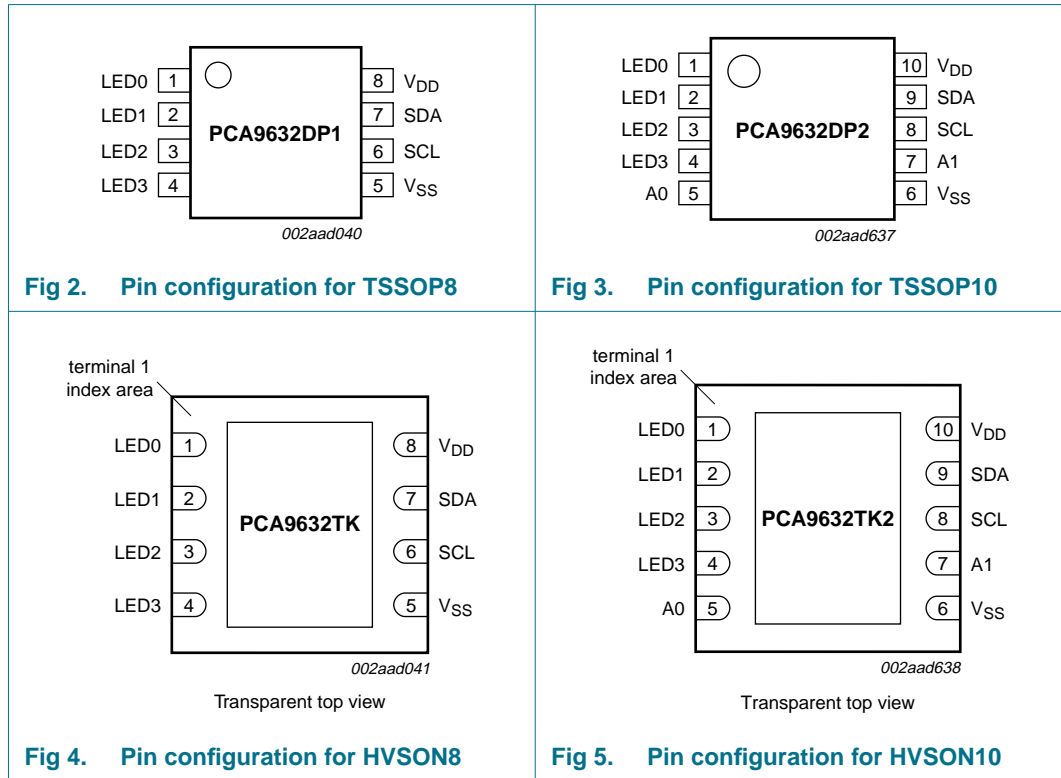 LED0 1 8 VDD
LED1 2 7 SDA
PCA9632DP1
LED2 3 6 SCL
LED3 4 5 VSS
002aad040
Fig 2. Pin configuration for TSSOP8
LED0 1 10 VDD
LED1 2 9 SDA
LED2 3 PCA9632DP2 8 SCL
LED3 4 7 A1
A0 5 6 VSS
002aad637
Fig 3. Pin configuration for TSSOP10
terminal 1
index area
LED0 1 8 VDD
LED1 2 7 SDA
PCA9632TK
LED2 3 6 SCL
LED3 4 5 VSS
002aad041
Transparent top view
Fig 4. Pin configuration for HVSON8
terminal 1
index area
LED0 1 10 VDD
LED1 2 9 SDA
LED2 3 PCA9632TK2 8 SCL
LED3 4 7 A1
A0 5 6 VSS
002aad638
Transparent top view
Fig 5. Pin configuration for HVSON10